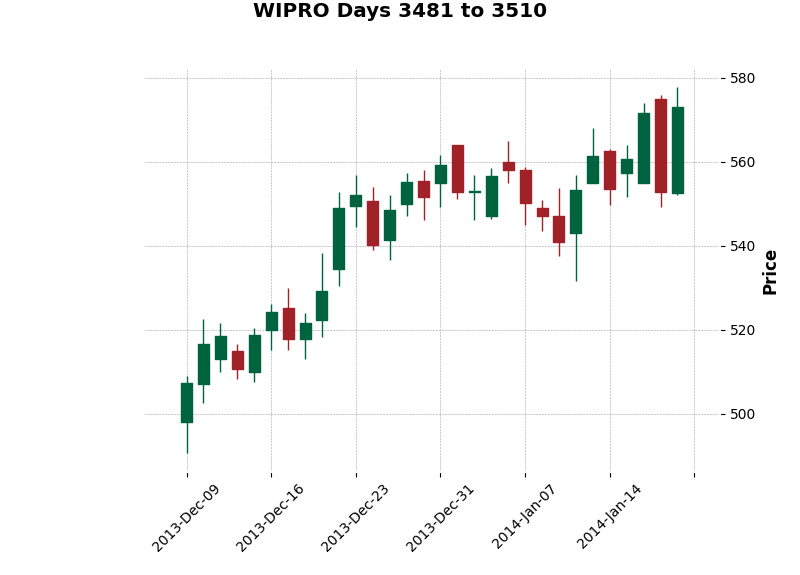 WIPRO Days 3481 to 3510
580
560
540
520
500
Price
2013-Dec-09
2013-Dec-16
2013-Dec-23
2013-Dec-31
2014-Jan-07
2014-Jan-14